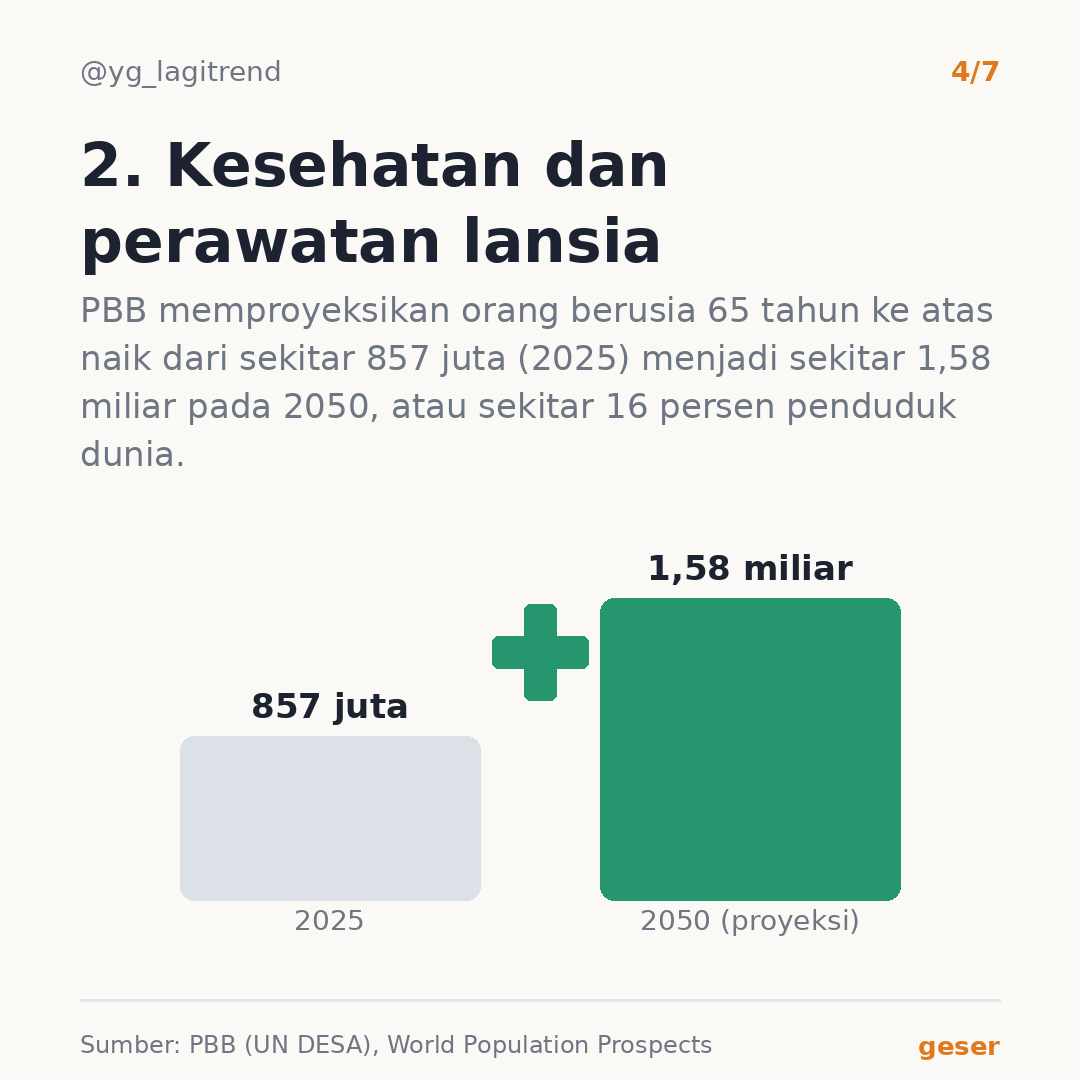 @yg_lagitrend
4/7
2. Kesehatan dan
perawatan lansia
PBB memproyeksikan orang berusia 65 tahun ke atas
naik dari sekitar 857 juta (2025) menjadi sekitar 1,58
miliar pada 2050, atau sekitar 16 persen penduduk
dunia.
1,58 miliar
857 juta
2025
2050 (proyeksi)
Sumber: PBB (UN DESA), World Population Prospects
geser